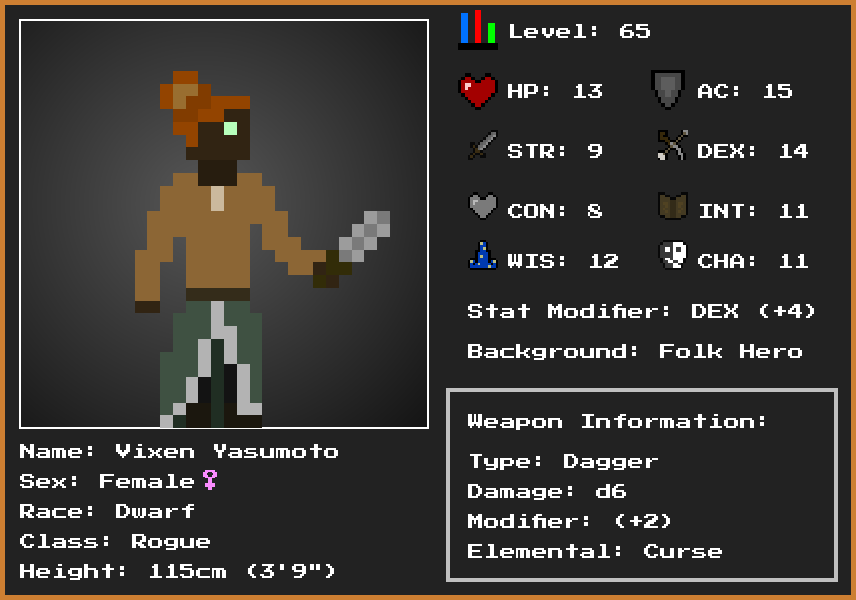 Level: 65
HP: 13
AC: 15
STR: 9
DEX: 14
CON: 8
INT: 11
WIS: 12
CHA: 11
Stat Modifier: DEX (+4)
Background: Folk Hero
Weapon Information:
Type: Dagger
Damage: d6
Modifier: (+2)
Elemental: Curse
Name: Vixen Yasumoto
Sex: Female♀
Race: Dwarf
Class: Rogue
Height: 115cm (3'9")